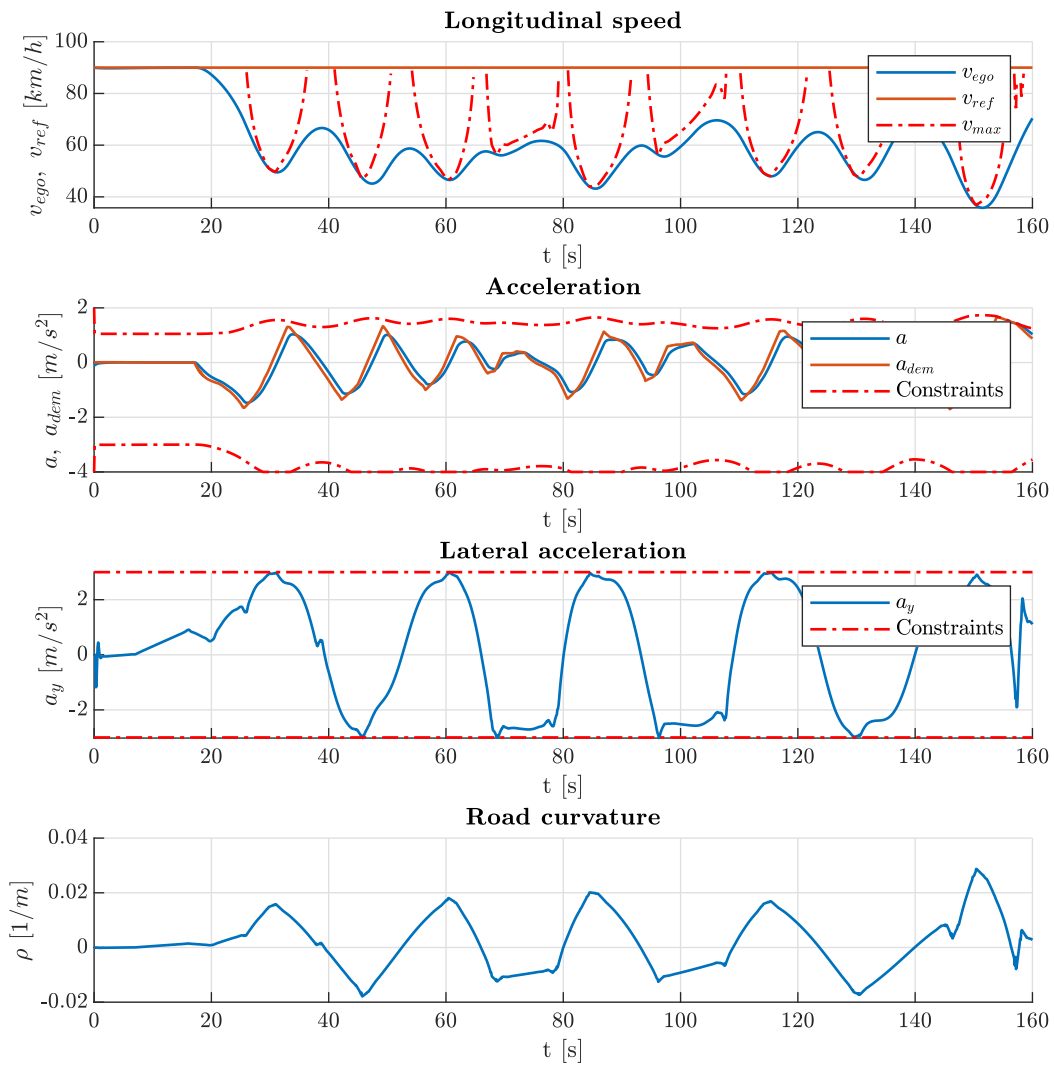 Longitudinal speed
v_ego, v_ref [km/h]
100
80
60
40
0 20 40 60 80 100 120 140 160
t [s]
v_ego
v_ref
v_max
Acceleration
a, a_dem [m/s^2]
2
0
-2
-4
0 20 40 60 80 100 120 140 160
t [s]
a
a_dem
Constraints
Lateral acceleration
a_y [m/s^2]
2
0
-2
0 20 40 60 80 100 120 140 160
t [s]
a_y
Constraints
Road curvature
ρ [1/m]
0.04
0.02
0
-0.02
0 20 40 60 80 100 120 140 160
t [s]